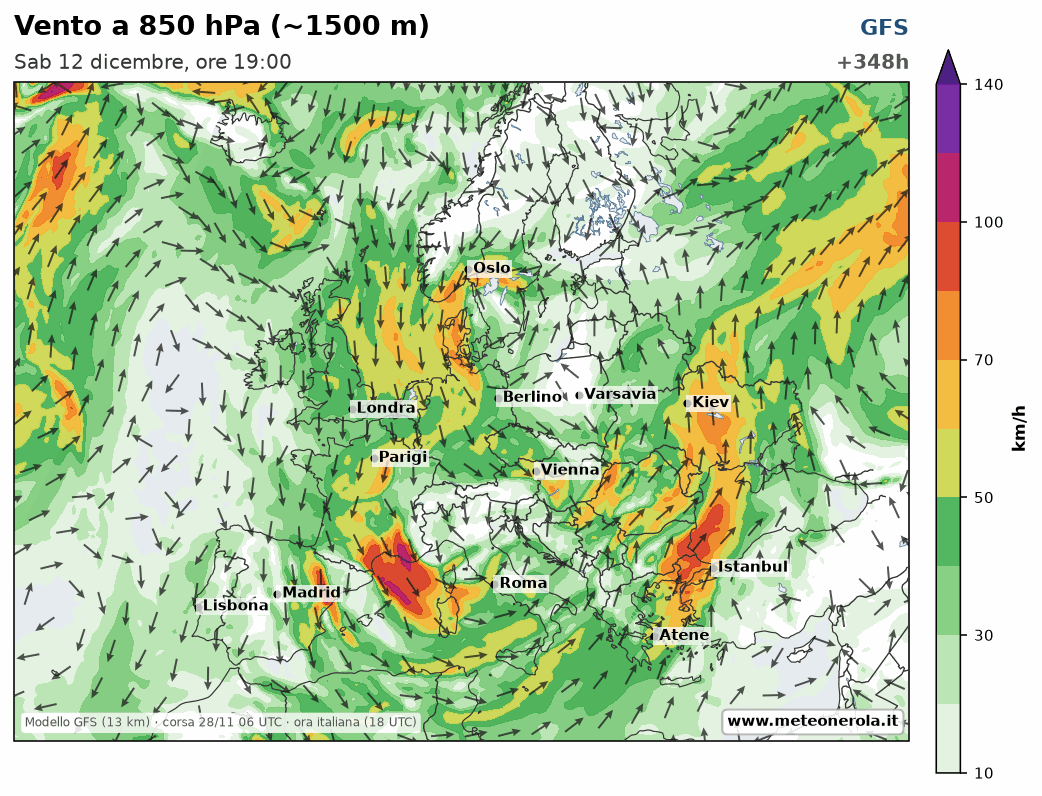 Vento a 850 hPa (~1500 m)
GFS
Sab 12 dicembre, ore 19:00
+348h
140
100
70
50
30
10
km/h
Oslo
Berlino
Varsavia
Kiev
Londra
Parigi
Vienna
Istanbul
Roma
Madrid
Lisbona
Atene
Modello GFS (13 km) · corsa 28/11 06 UTC · ora italiana (18 UTC)
www.meteonerola.it